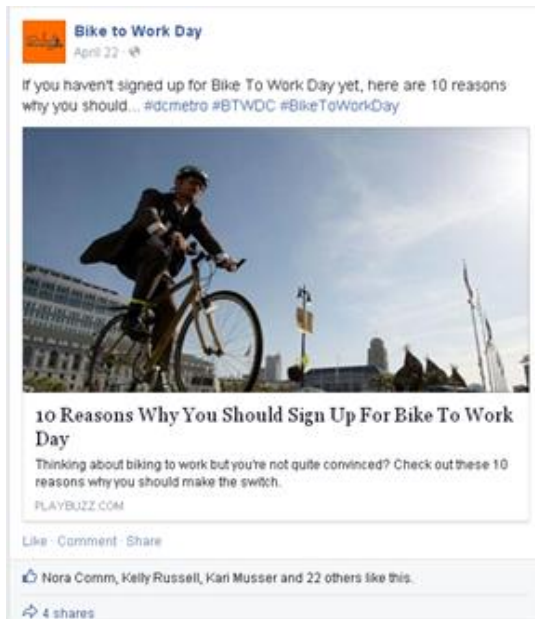 Bike to Work Day
April 22
If you haven't signed up for Bike To Work Day yet, here are 10 reasons
why you should... #dcmetro #BTWDC #BikeToWorkDay
10 Reasons Why You Should Sign Up For Bike To Work
Day
Thinking about biking to work but you're not quite convinced? Check out these 10
reasons why you should make the switch.
PLAYBUZZ.COM
Like · Comment · Share
Nora Comm, Kelly Russell, Kari Musser and 22 others like this.
4 shares